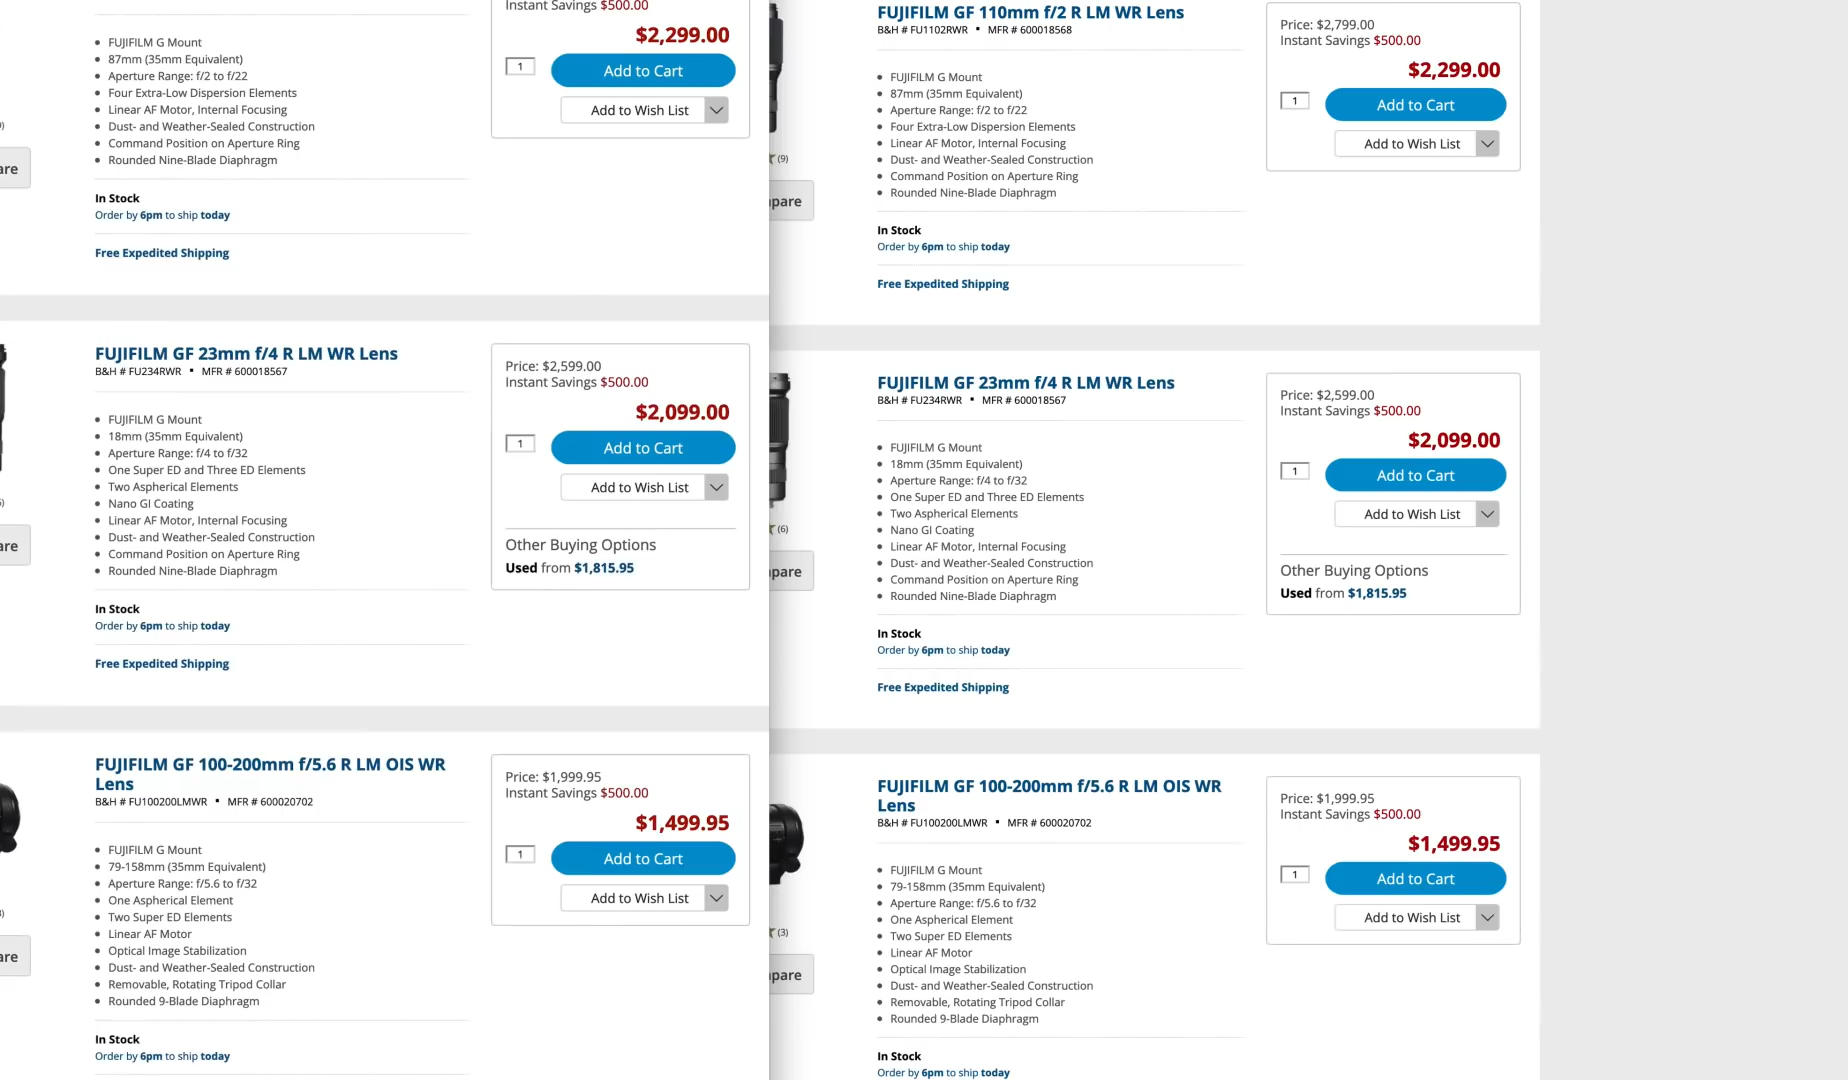 Instant Savings $500.00
$2,299.00
FUJIFILM G Mount
87mm (35mm Equivalent)
Aperture Range: f/2 to f/22
Four Extra-Low Dispersion Elements
Linear AF Motor, Internal Focusing
Dust- and Weather-Sealed Construction
Command Position on Aperture Ring
Rounded Nine-Blade Diaphragm
1
Add to Cart
Add to Wish List
In Stock
Order by 6pm to ship today
Free Expedited Shipping
FUJIFILM GF 23mm f/4 R LM WR Lens
B&H # FU234RWR • MFR # 600018567
FUJIFILM G Mount
18mm (35mm Equivalent)
Aperture Range: f/4 to f/32
One Super ED and Three ED Elements
Two Aspherical Elements
Nano GI Coating
Linear AF Motor, Internal Focusing
Dust- and Weather-Sealed Construction
Command Position on Aperture Ring
Rounded Nine-Blade Diaphragm
In Stock
Order by 6pm to ship today
Free Expedited Shipping
Price: $2,599.00
Instant Savings $500.00
$2,099.00
1
Add to Cart
Add to Wish List
Other Buying Options
Used from $1,815.95
FUJIFILM GF 100-200mm f/5.6 R LM OIS WR
Lens
B&H # FU100200LMWR • MFR # 600020702
FUJIFILM G Mount
79-158mm (35mm Equivalent)
Aperture Range: f/5.6 to f/32
One Aspherical Element
Two Super ED Elements
Linear AF Motor
Optical Image Stabilization
Dust- and Weather-Sealed Construction
Removable, Rotating Tripod Collar
Rounded 9-Blade Diaphragm
In Stock
Order by 6pm to ship today
Price: $1,999.95
Instant Savings $500.00
$1,499.95
1
Add to Cart
Add to Wish List
FUJIFILM GF 110mm f/2 R LM WR Lens
B&H # FU1102RWR • MFR # 600018568
FUJIFILM G Mount
87mm (35mm Equivalent)
Aperture Range: f/2 to f/22
Four Extra-Low Dispersion Elements
Linear AF Motor, Internal Focusing
Dust- and Weather-Sealed Construction
Command Position on Aperture Ring
Rounded Nine-Blade Diaphragm
(9)
In Stock
Order by 6pm to ship today
Free Expedited Shipping
Price: $2,799.00
Instant Savings $500.00
$2,299.00
1
Add to Cart
Add to Wish List
FUJIFILM GF 23mm f/4 R LM WR Lens
B&H # FU234RWR • MFR # 600018567
FUJIFILM G Mount
18mm (35mm Equivalent)
Aperture Range: f/4 to f/32
One Super ED and Three ED Elements
Two Aspherical Elements
Nano GI Coating
Linear AF Motor, Internal Focusing
Dust- and Weather-Sealed Construction
Command Position on Aperture Ring
Rounded Nine-Blade Diaphragm
(6)
In Stock
Order by 6pm to ship today
Free Expedited Shipping
Price: $2,599.00
Instant Savings $500.00
$2,099.00
1
Add to Cart
Add to Wish List
Other Buying Options
Used from $1,815.95
FUJIFILM GF 100-200mm f/5.6 R LM OIS WR
Lens
B&H # FU100200LMWR • MFR # 600020702
FUJIFILM G Mount
79-158mm (35mm Equivalent)
Aperture Range: f/5.6 to f/32
One Aspherical Element
Two Super ED Elements
Linear AF Motor
Optical Image Stabilization
Dust- and Weather-Sealed Construction
Removable, Rotating Tripod Collar
Rounded 9-Blade Diaphragm
(3)
In Stock
Order by 6pm to ship today
Price: $1,999.95
Instant Savings $500.00
$1,499.95
1
Add to Cart
Add to Wish List